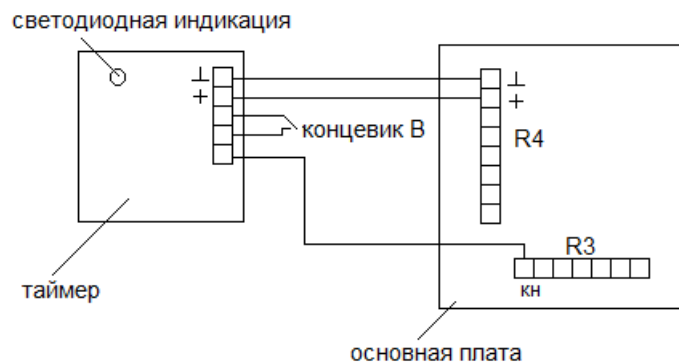 светодиодная индикация
⊥
+
концевик В
таймер
⊥
+
R4
R3
кн
основная плата